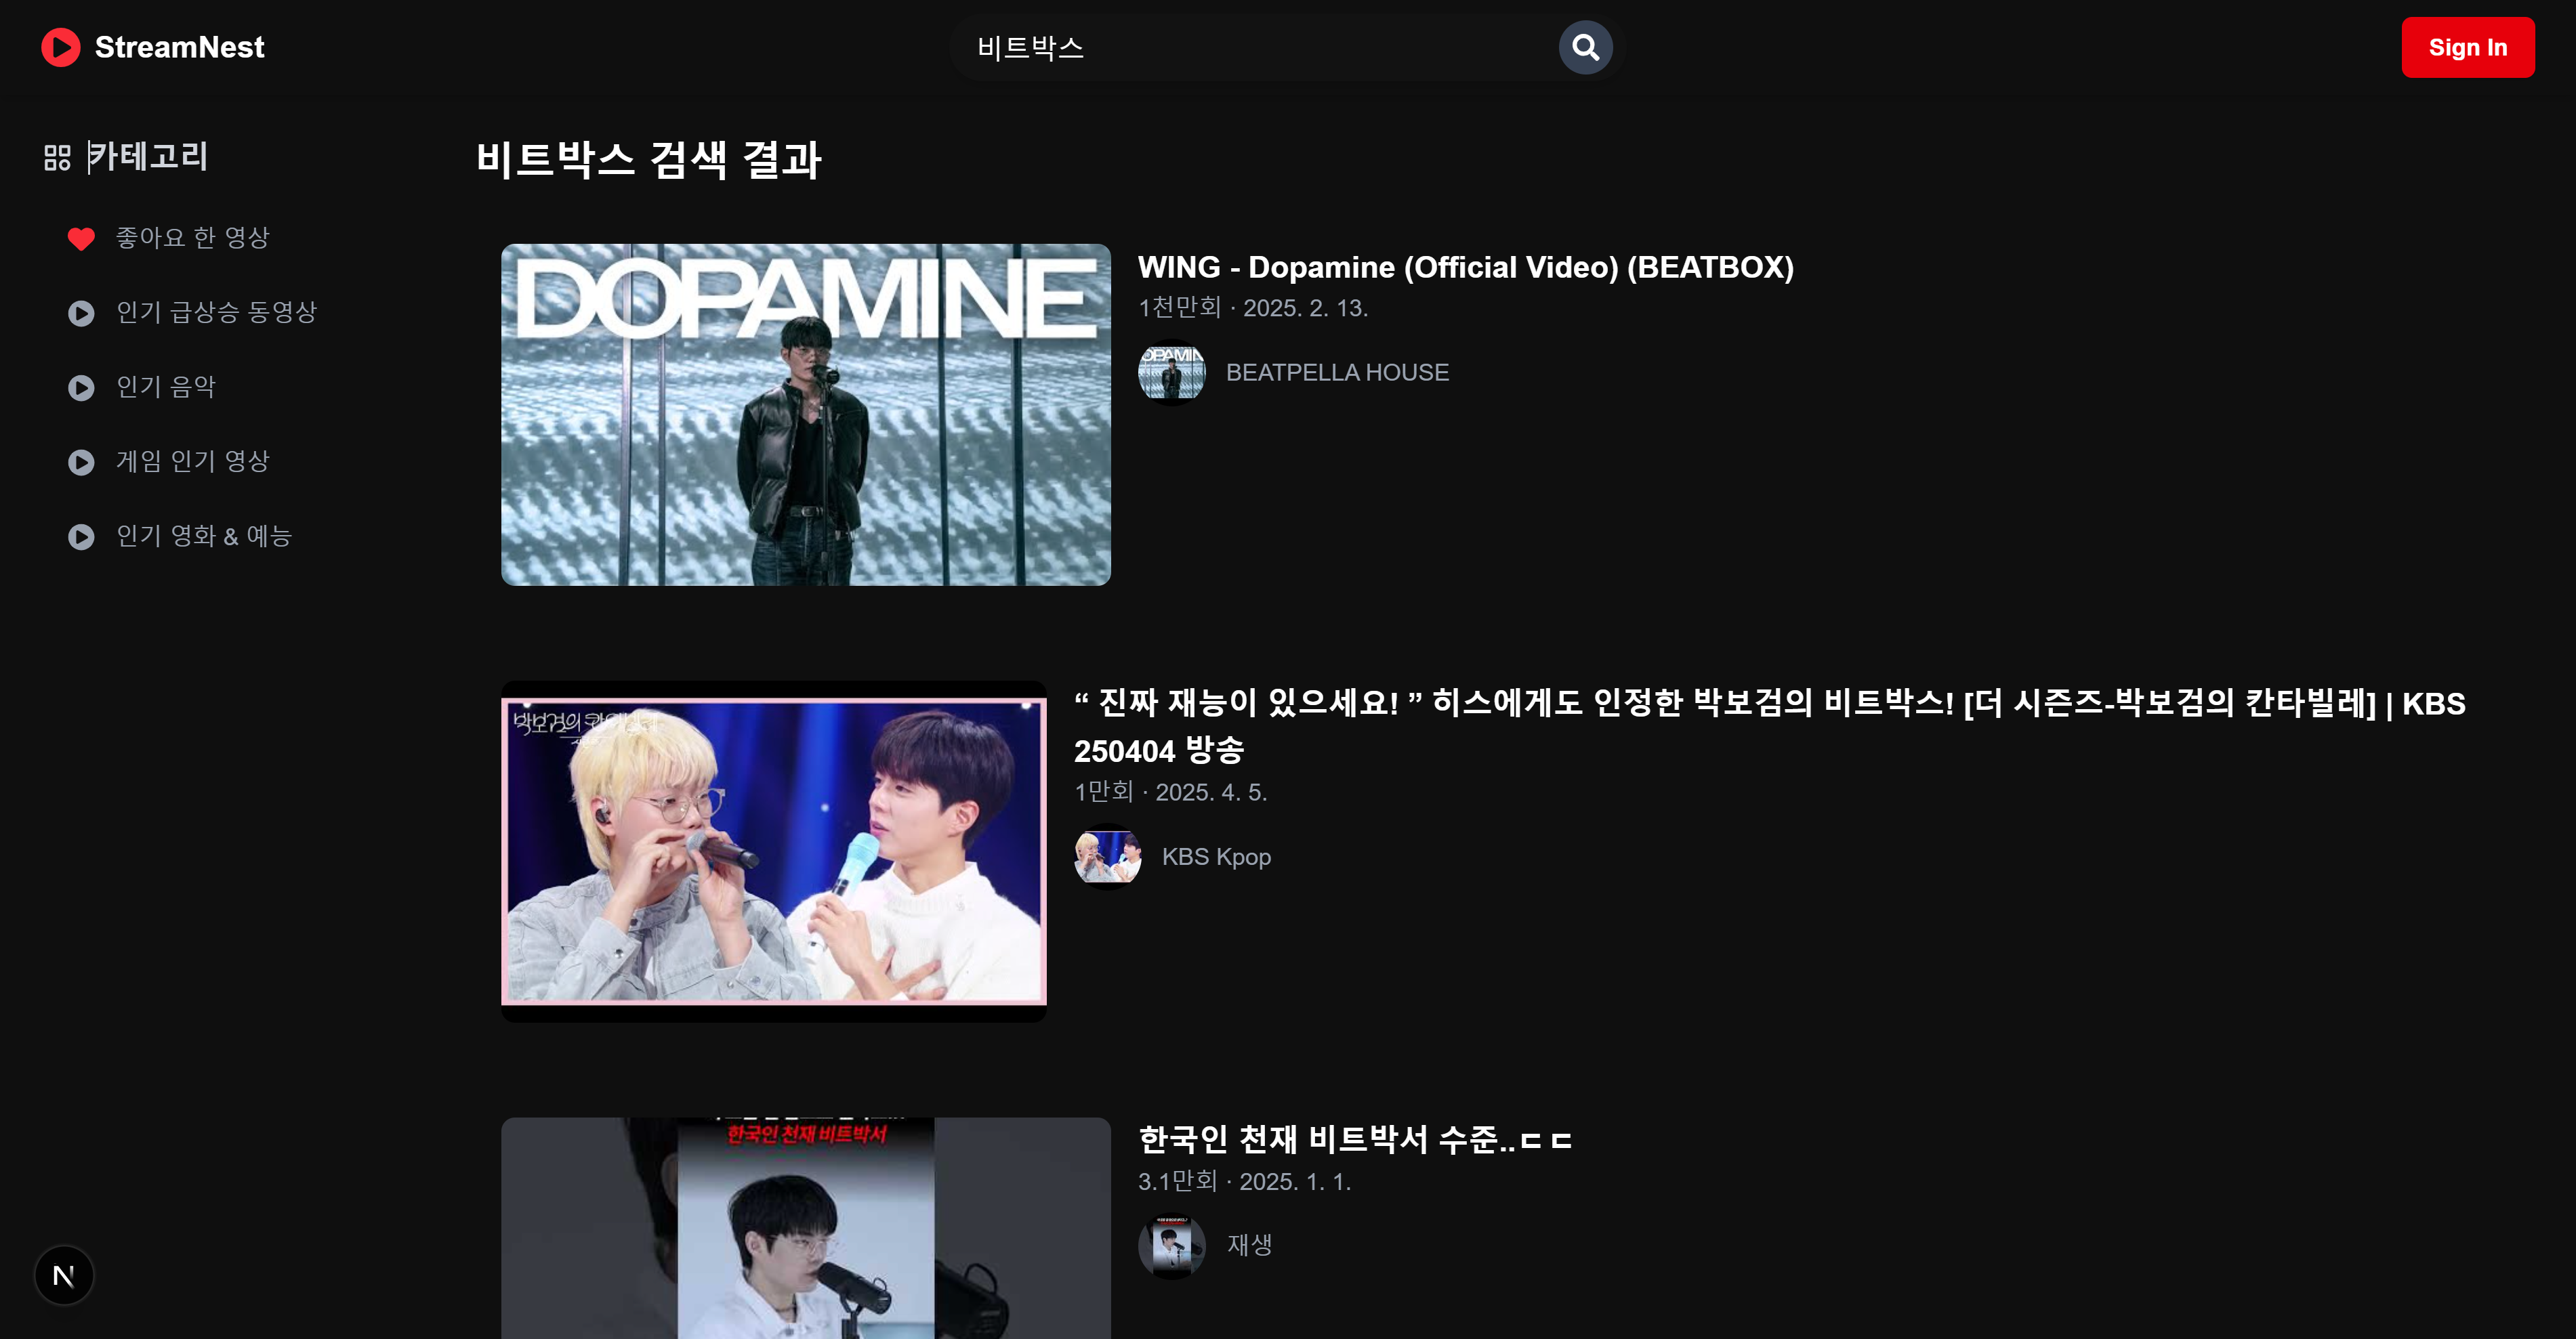 StreamNest
비트박스
Sign In
카테고리
비트박스 검색 결과
좋아요 한 영상
인기 급상승 동영상
인기 음악
게임 인기 영상
인기 영화 & 예능
DOPAMINE
WING - Dopamine (Official Video) (BEATBOX)
1천만회 · 2025. 2. 13.
BEATPELLA HOUSE
박보검의 칸타빌레
“ 진짜 재능이 있으세요! ” 히스에게도 인정한 박보검의 비트박스! [더 시즌즈-박보검의 칸타빌레] | KBS
250404 방송
1만회 · 2025. 4. 5.
KBS Kpop
한국인 천재 비트박서
한국인 천재 비트박서 수준..ㄷㄷ
3.1만회 · 2025. 1. 1.
재생
N